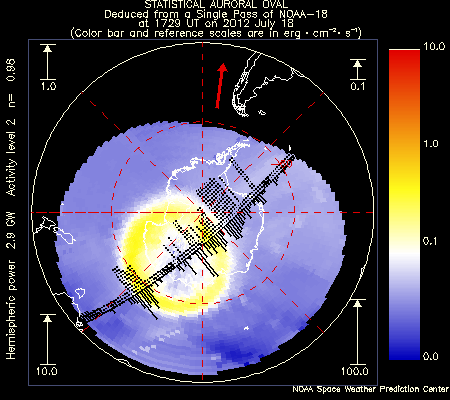 STATISTICAL AURORAL OVAL
Deduced from a Single Pass of NOAA-18
at 1729 UT on 2012 July 18
(Color bar and reference scales are in erg · cm⁻² · s⁻¹)
Hemispheric power 2.9 GW Activity level 2 n= 0.98
1.0
0.1
10.0
100.0
10.0
1.0
0.1
0.0
NOAA Space Weather Prediction Center